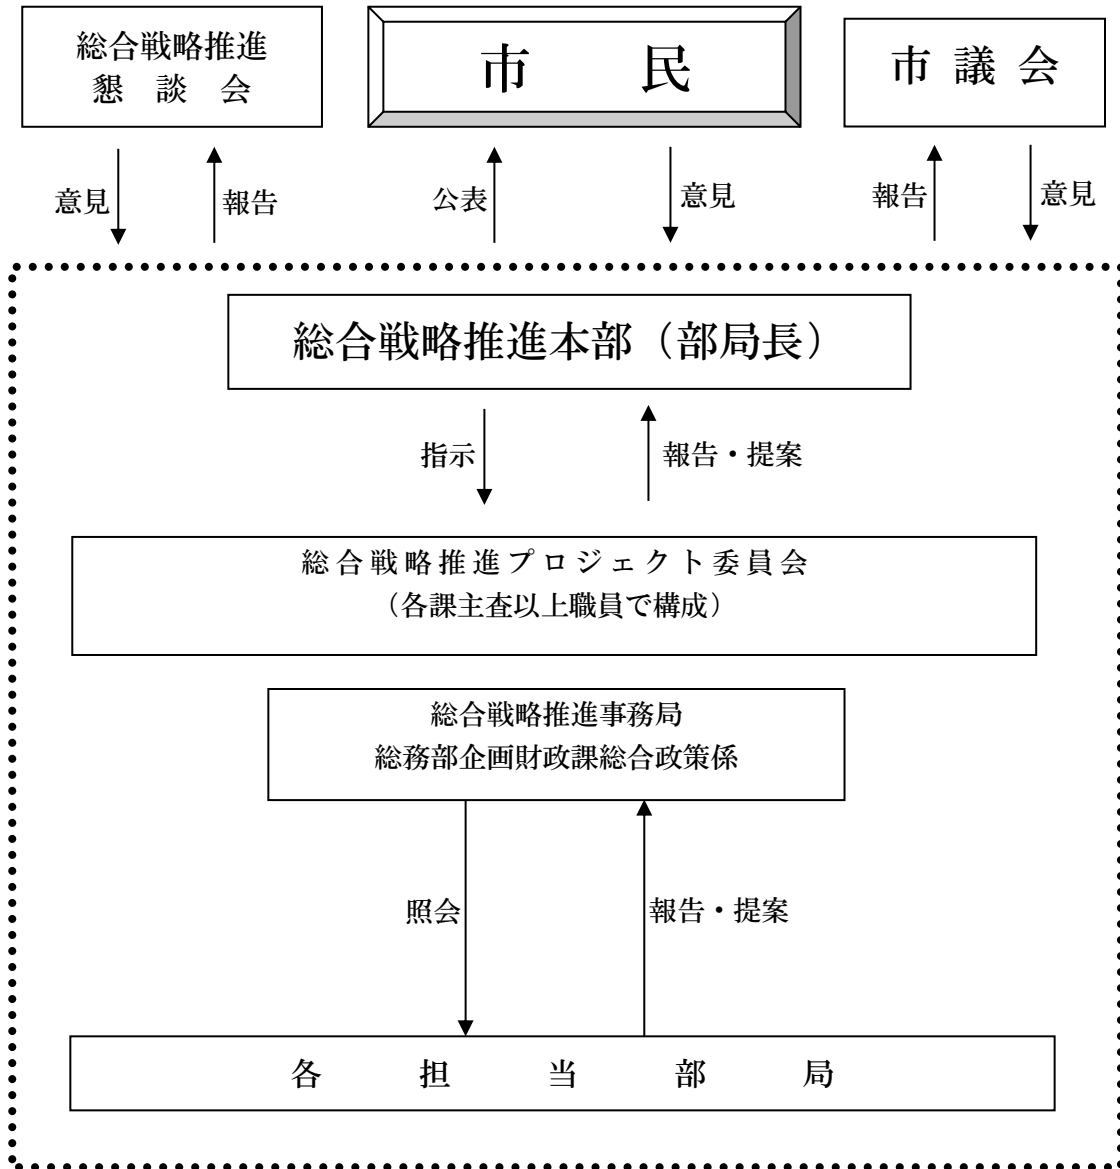 総合戦略推進
懇談会
市民
市議会
意見
報告
公表
意見
報告
意見
総合戦略推進本部（部局長）
指示
報告・提案
総合戦略推進プロジェクト委員会
（各課主査以上職員で構成）
総合戦略推進事務局
総務部企画財政課総合政策係
照会
報告・提案
各担当部局